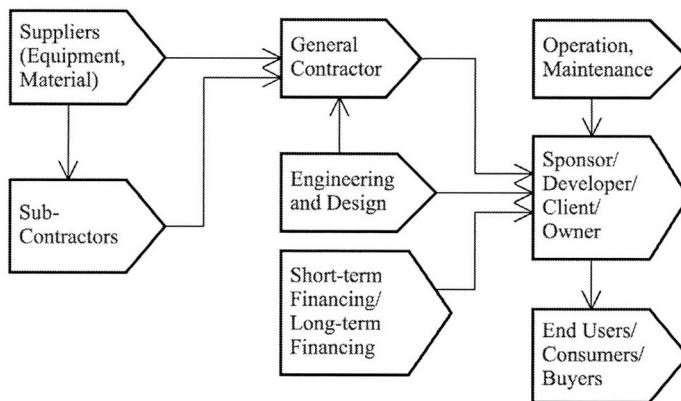 Suppliers
(Equipment,
Material)
General
Contractor
Operation,
Maintenance
Sub-
Contractors
Engineering
and Design
Sponsor/
Developer/
Client/
Owner
Short-term
Financing/
Long-term
Financing
End Users/
Consumers/
Buyers